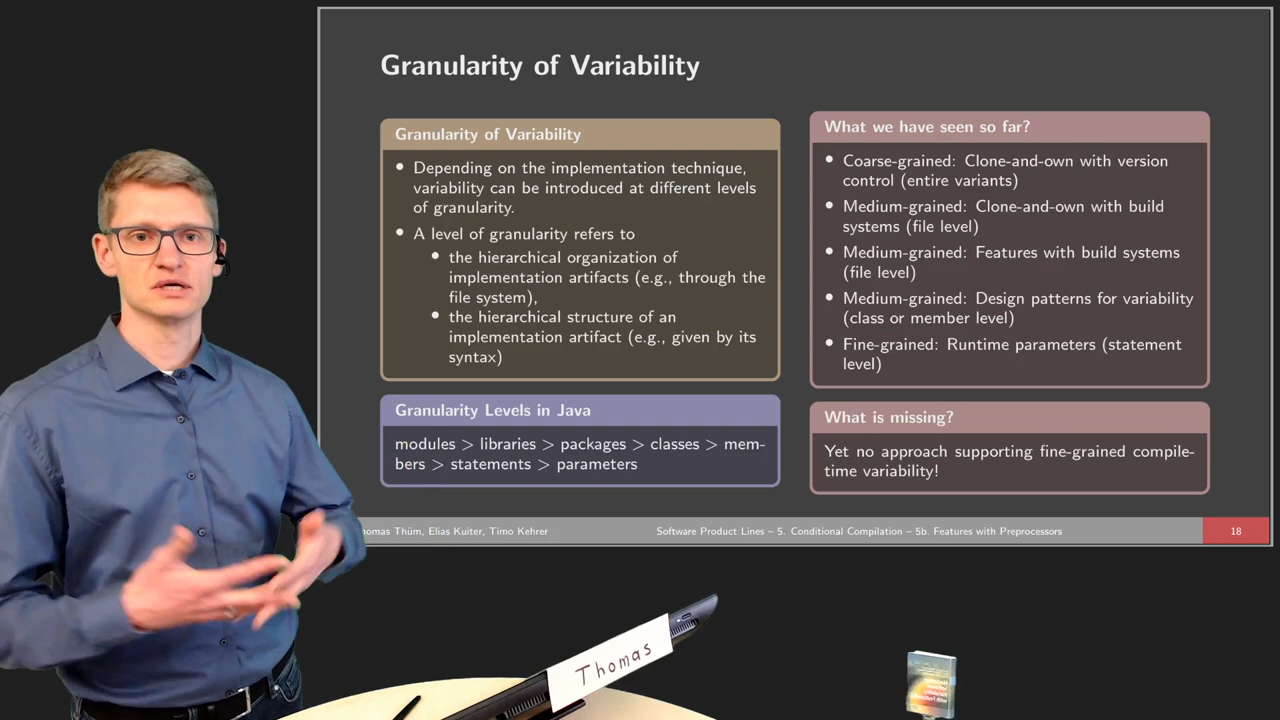 Granularity of Variability
Granularity of Variability
• Depending on the implementation technique,
variability can be introduced at different levels
of granularity.
• A level of granularity refers to
• the hierarchical organization of
implementation artifacts (e.g., through the
file system),
• the hierarchical structure of an
implementation artifact (e.g., given by its
syntax)
Granularity Levels in Java
modules > libraries > packages > classes > mem-
bers > statements > parameters
What we have seen so far?
• Coarse-grained: Clone-and-own with version
control (entire variants)
• Medium-grained: Clone-and-own with build
systems (file level)
• Medium-grained: Features with build systems
(file level)
• Medium-grained: Design patterns for variability
(class or member level)
• Fine-grained: Runtime parameters (statement
level)
What is missing?
Yet no approach supporting fine-grained compile-
time variability!
Thüm, Elias Kuiter, Timo Kehrer
Software Product Lines – 5. Conditional Compilation – 5b. Features with Preprocessors
18
Thomas